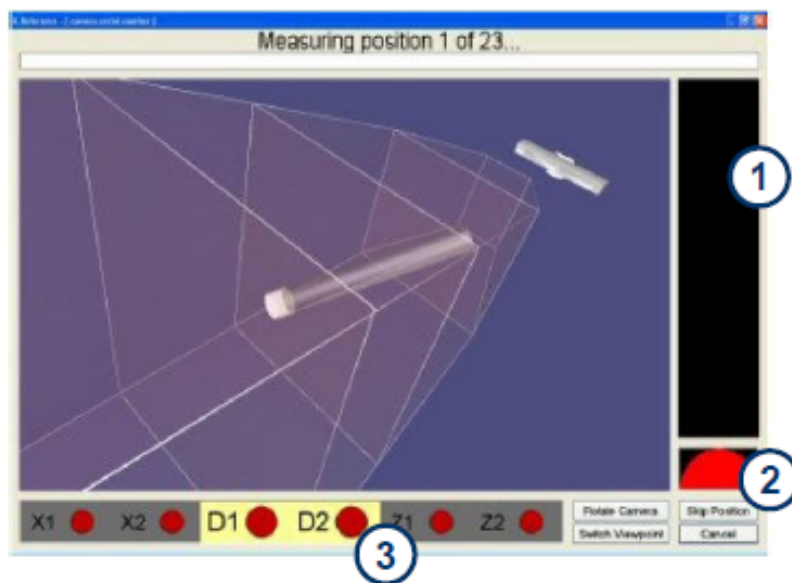 Measuring position 1 of 23...
1
2
X1 X2 D1 D2 Z1 Z2
Rotate Camera Skip Position
Switch Viewpoint Cancel
3